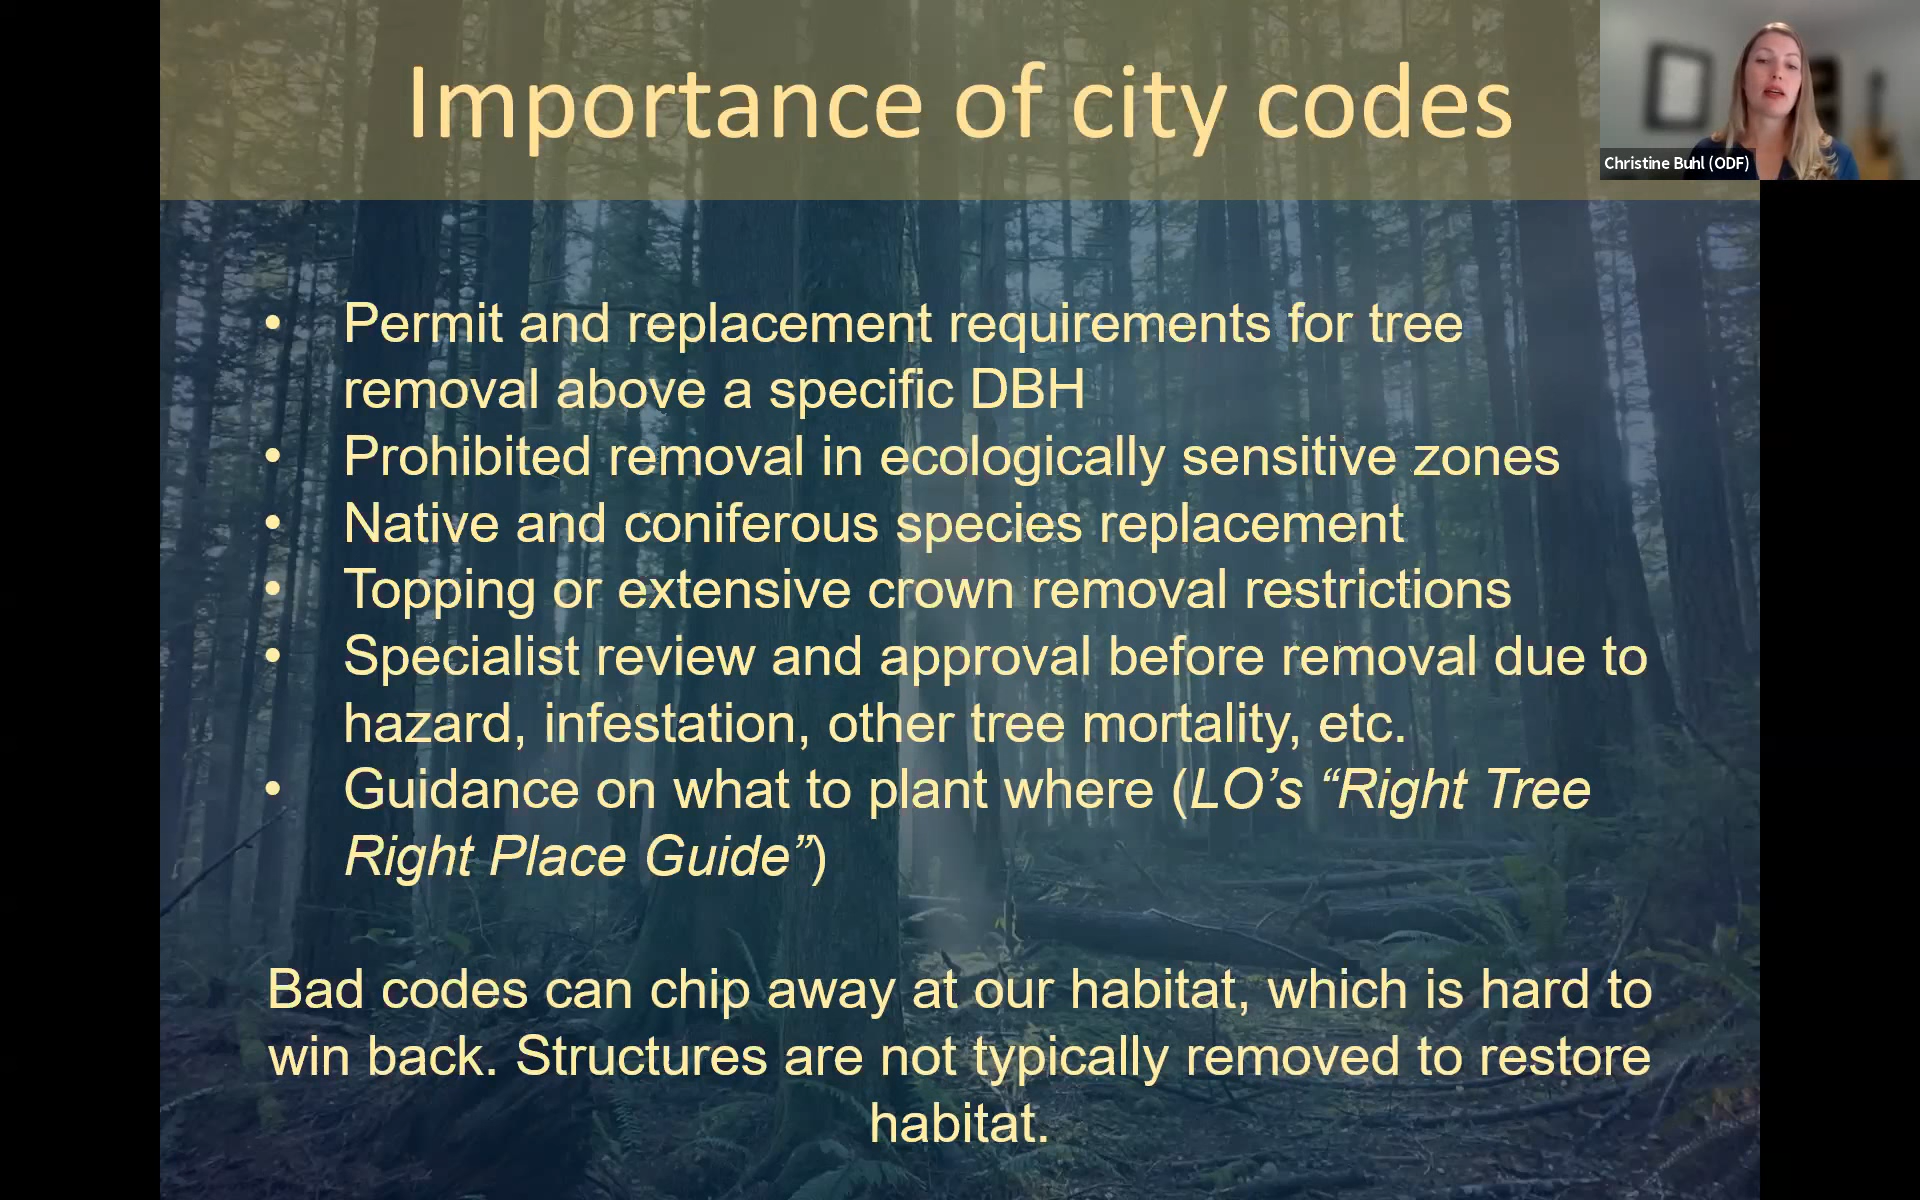 Importance of city codes
Christine Buhl (ODF)
• Permit and replacement requirements for tree
removal above a specific DBH
• Prohibited removal in ecologically sensitive zones
• Native and coniferous species replacement
• Topping or extensive crown removal restrictions
• Specialist review and approval before removal due to
hazard, infestation, other tree mortality, etc.
• Guidance on what to plant where (LO’s “Right Tree
Right Place Guide”)
Bad codes can chip away at our habitat, which is hard to
win back. Structures are not typically removed to restore
habitat.